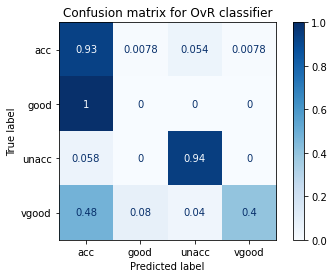 Confusion matrix for OvR classifier
True label
acc 0.93 0.0078 0.054 0.0078
good 1 0 0 0
unacc 0.058 0 0.94 0
vgood 0.48 0.08 0.04 0.4
acc good unacc vgood
Predicted label
1.0
0.8
0.6
0.4
0.2
0.0